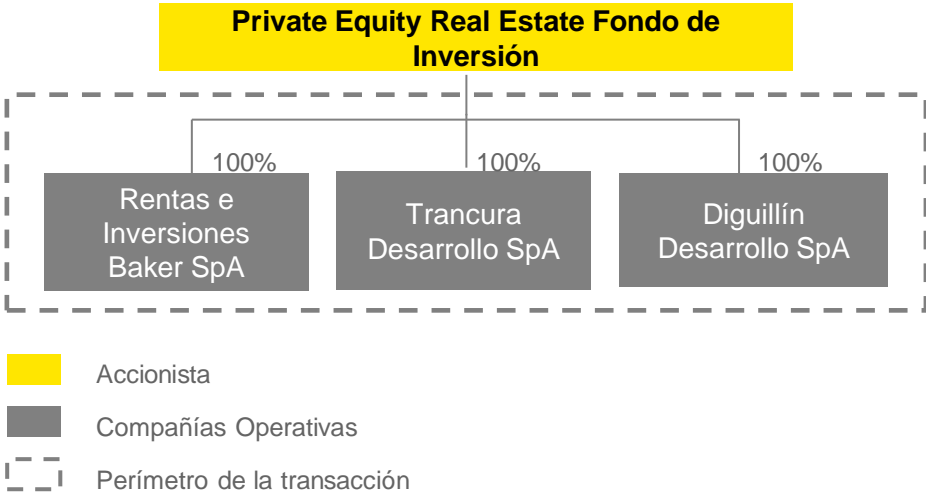 Private Equity Real Estate Fondo de
Inversión
100%
100%
100%
Rentas e
Inversiones
Baker SpA
Trancura
Desarrollo SpA
Diguillín
Desarrollo SpA
Accionista
Compañías Operativas
Perímetro de la transacción